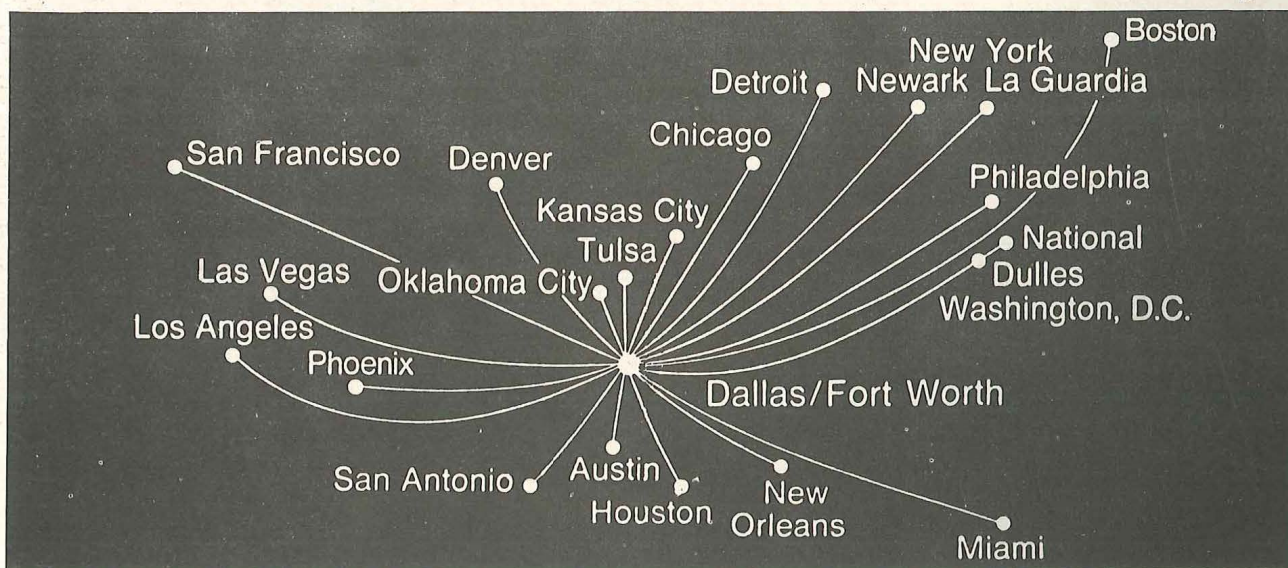 Boston
New York
Newark La Guardia
Detroit
Chicago
San Francisco
Denver
Philadelphia
Kansas City
National
Tulsa
Dulles
Washington, D.C.
Las Vegas
Oklahoma City
Los Angeles
Phoenix
Dallas/Fort Worth
San Antonio
Austin
Houston
New
Orleans
Miami